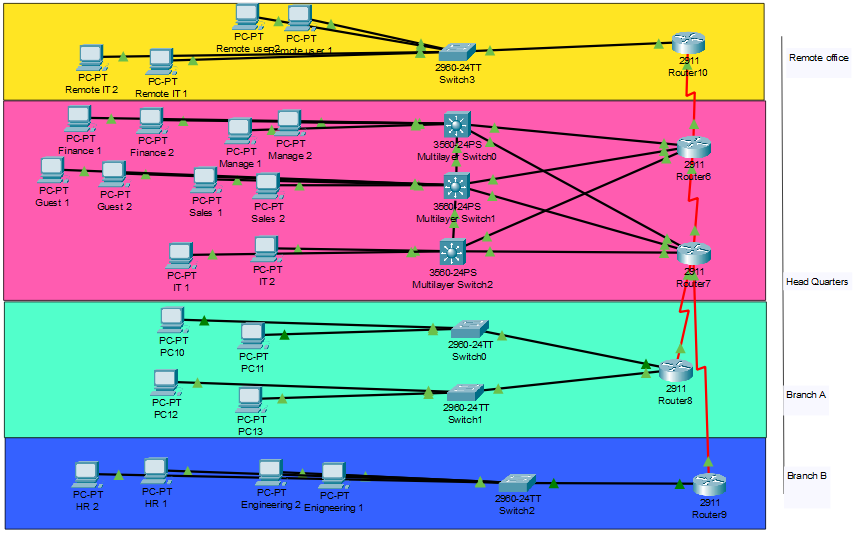 PC-PT
Remote user 2
PC-PT
Remote user 1
PC-PT
Remote IT 2
PC-PT
Remote IT 1
2960-24TT
Switch3
2911
Router10
Remote office
PC-PT
Finance 1
PC-PT
Finance 2
PC-PT
Manage 1
PC-PT
Manage 2
3560-24PS
Multilayer Switch0
2911
Router6
PC-PT
Guest 1
PC-PT
Guest 2
PC-PT
Sales 1
PC-PT
Sales 2
3560-24PS
Multilayer Switch1
PC-PT
IT 1
PC-PT
IT 2
3560-24PS
Multilayer Switch2
2911
Router7
Head Quarters
PC-PT
PC10
PC-PT
PC11
2960-24TT
Switch0
PC-PT
PC12
PC-PT
PC13
2960-24TT
Switch1
2911
Router8
Branch A
PC-PT
HR 2
PC-PT
HR 1
PC-PT
Engineering 2
PC-PT
Enigneering 1
2960-24TT
Switch2
2911
Router9
Branch B